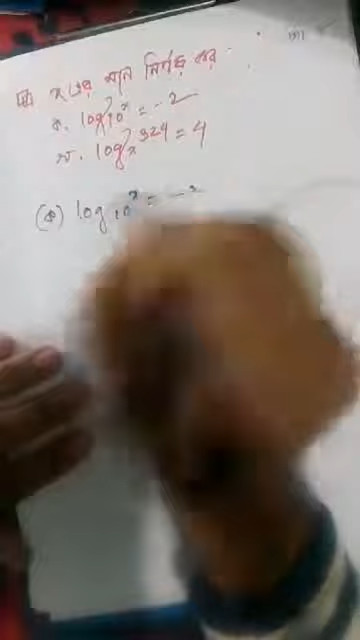 x এর মান নির্ণয় কর
ক. log₁₀x = -2
খ. logₓ324 = 4
(ক) log₁₀x = -2